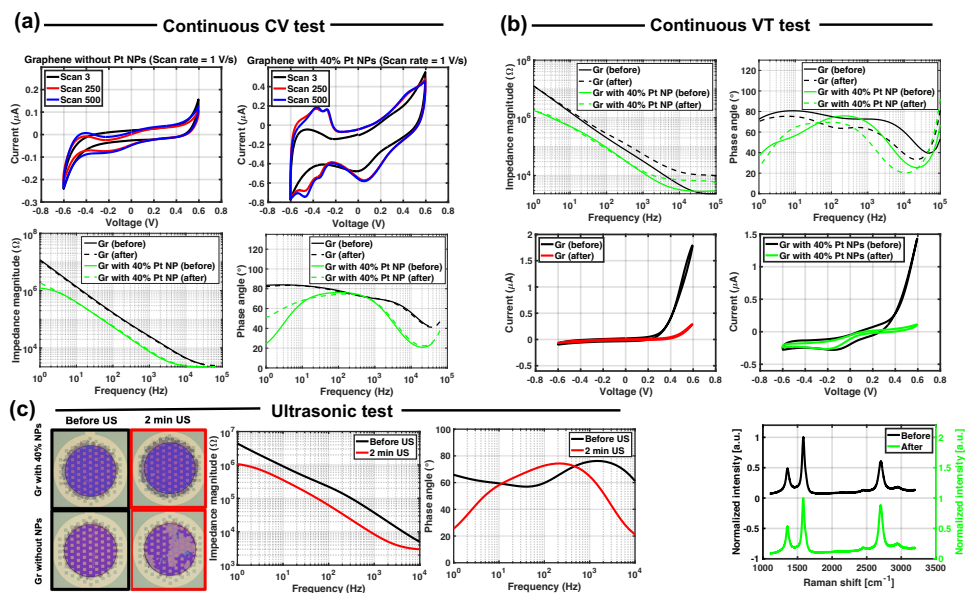 (a)
Continuous CV test
Graphene without Pt NPs (Scan rate = 1 V/s)
Scan 3
Scan 250
Scan 500
Current (μA)
0.3
0.2
0.1
0
-0.1
-0.2
-0.3
-0.8 -0.6 -0.4 -0.2 0 0.2 0.4 0.6 0.8
Voltage (V)
Graphene with 40% Pt NPs (Scan rate = 1 V/s)
Scan 3
Scan 250
Scan 500
Current (μA)
0.6
0.4
0.2
0
-0.2
-0.4
-0.6
-0.8
-0.8 -0.6 -0.4 -0.2 0 0.2 0.4 0.6 0.8
Voltage (V)
Impedance magnitude (Ω)
10^8
10^6
10^4
Gr (before)
Gr (after)
Gr with 40% Pt NP (before)
Gr with 40% Pt NP (after)
10^0 10^1 10^2 10^3 10^4 10^5
Frequency (Hz)
Phase angle (°)
140
120
100
80
60
40
20
0
Gr (before)
Gr (after)
Gr with 40% Pt NP (before)
Gr with 40% Pt NP (after)
10^0 10^1 10^2 10^3 10^4 10^5
Frequency (Hz)
(b)
Continuous VT test
Impedance magnitude (Ω)
10^8
10^6
10^4
Gr (before)
Gr (after)
Gr with 40% Pt NP (before)
Gr with 40% Pt NP (after)
10^0 10^1 10^2 10^3 10^4 10^5
Frequency (Hz)
Phase angle (°)
140
120
100
80
60
40
20
0
Gr (before)
Gr (after)
Gr with 40% Pt NP (before)
Gr with 40% Pt NP (after)
10^0 10^1 10^2 10^3 10^4 10^5
Frequency (Hz)
Current (μA)
2
1.5
1
0.5
0
-0.5
Gr (before)
Gr (after)
-0.8 -0.6 -0.4 -0.2 0 0.2 0.4 0.6 0.8
Voltage (V)
Current (μA)
1.5
1.0
0.5
0
-0.5
Gr with 40% Pt NPs (before)
Gr with 40% Pt NPs (after)
-0.8 -0.6 -0.4 -0.2 0 0.2 0.4 0.6 0.8
Voltage (V)
(c)
Ultrasonic test
Before US
2 min US
Gr with 40% NPs
Gr without NPs
Impedance magnitude (Ω)
10^7
10^6
10^5
10^4
10^3
Before US
2 min US
10^0 10^1 10^2 10^3 10^4
Frequency (Hz)
Phase angle (°)
100
80
60
40
20
0
Before US
2 min US
10^0 10^1 10^2 10^3 10^4
Frequency (Hz)
Normalized intensity [a.u.]
1
0.5
0
-0.5
-1
Before
After
1000 1500 2000 2500 3000 3500
Raman shift [cm⁻¹]
2
1.5
1
0.5
0
Normalized intensity [a.u.]